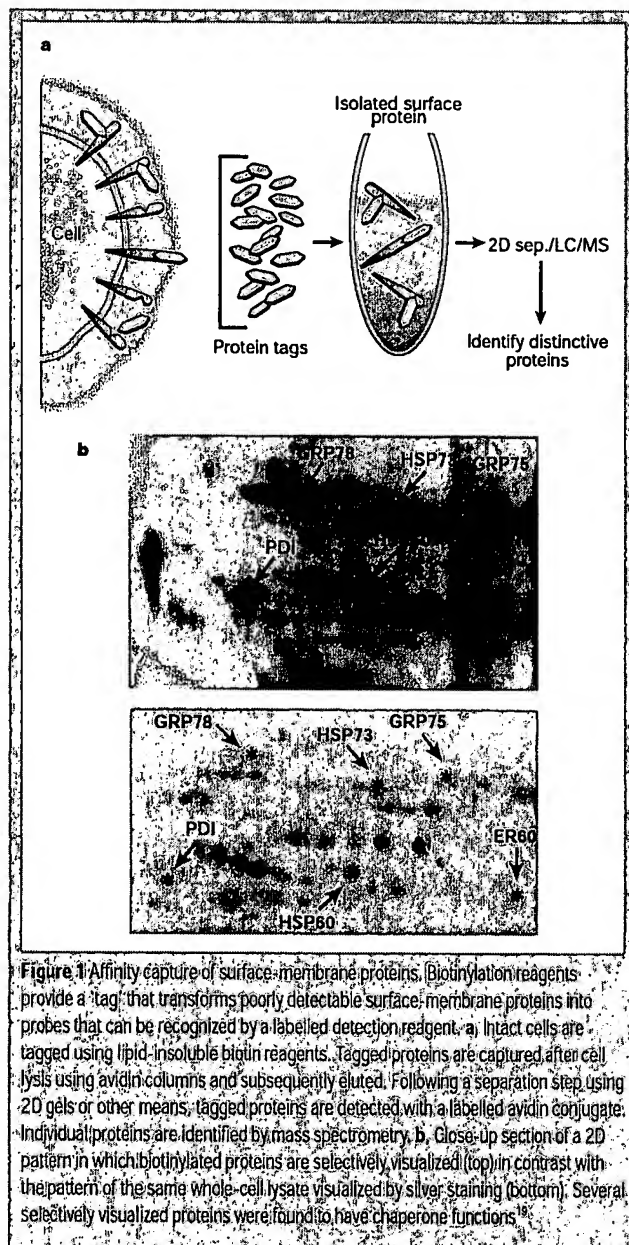 a
Isolated surface
protein
Cell
Protein tags
2D sep./LC/MS
Identify distinctive
proteins
b
GRP78
HSP73
GRP75
PDI
GRP78
HSP73
GRP75
PDI
ER60
HSP60
Figure 1 Affinity capture of surface-membrane proteins. Biotinylation reagents
provide a 'tag' that transforms poorly detectable surface-membrane proteins into
probes that can be recognized by a labelled detection reagent. a, Intact cells are
tagged using lipid-insoluble biotin reagents. Tagged proteins are captured after cell
lysis using avidin columns and subsequently eluted. Following a separation step using
2D gels or other means, tagged proteins are detected with a labelled avidin conjugate.
Individual proteins are identified by mass spectrometry. b, Close-up section of a 2D
pattern in which biotinylated proteins are selectively visualized (top) in contrast with
the pattern of the same whole-cell lysate visualized by silver staining (bottom). Several
selectively visualized proteins were found to have chaperone functions